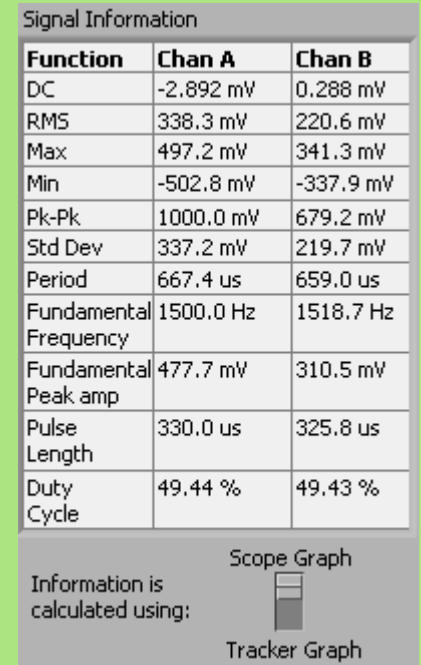 Signal Information
Function Chan A Chan B
DC -2.892 mV 0.288 mV
RMS 338.3 mV 220.6 mV
Max 497.2 mV 341.3 mV
Min -502.8 mV -337.9 mV
Pk-Pk 1000.0 mV 679.2 mV
Std Dev 337.2 mV 219.7 mV
Period 667.4 us 659.0 us
Fundamental 1500.0 Hz 1518.7 Hz
Frequency
Fundamental 477.7 mV 310.5 mV
Peak amp
Pulse 330.0 us 325.8 us
Length
Duty 49.44 % 49.43 %
Cycle
Scope Graph
Information is
calculated using:
Tracker Graph